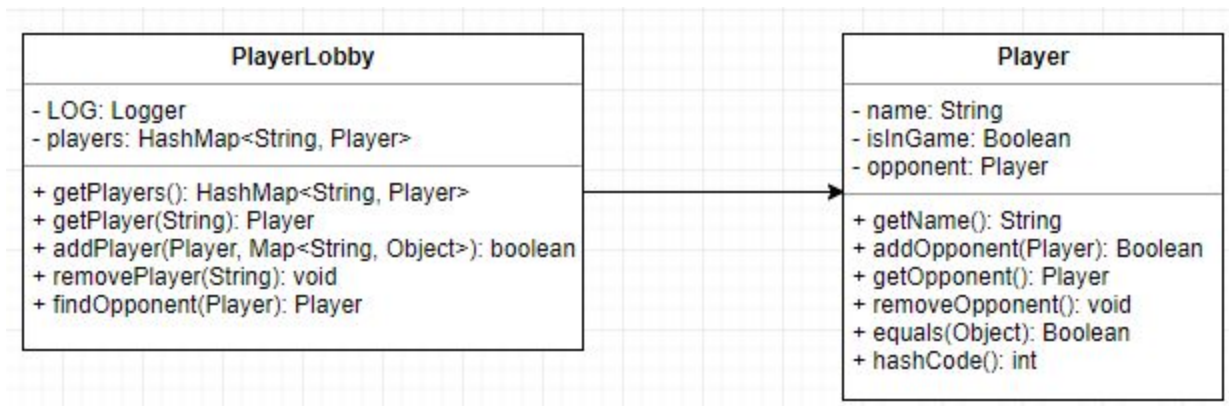 PlayerLobby
- LOG: Logger
- players: HashMap<String, Player>
+ getPlayers(): HashMap<String, Player>
+ getPlayer(String): Player
+ addPlayer(Player, Map<String, Object>): boolean
+ removePlayer(String): void
+ findOpponent(Player): Player
Player
- name: String
- isInGame: Boolean
- opponent: Player
+ getName(): String
+ addOpponent(Player): Boolean
+ getOpponent(): Player
+ removeOpponent(): void
+ equals(Object): Boolean
+ hashCode(): int